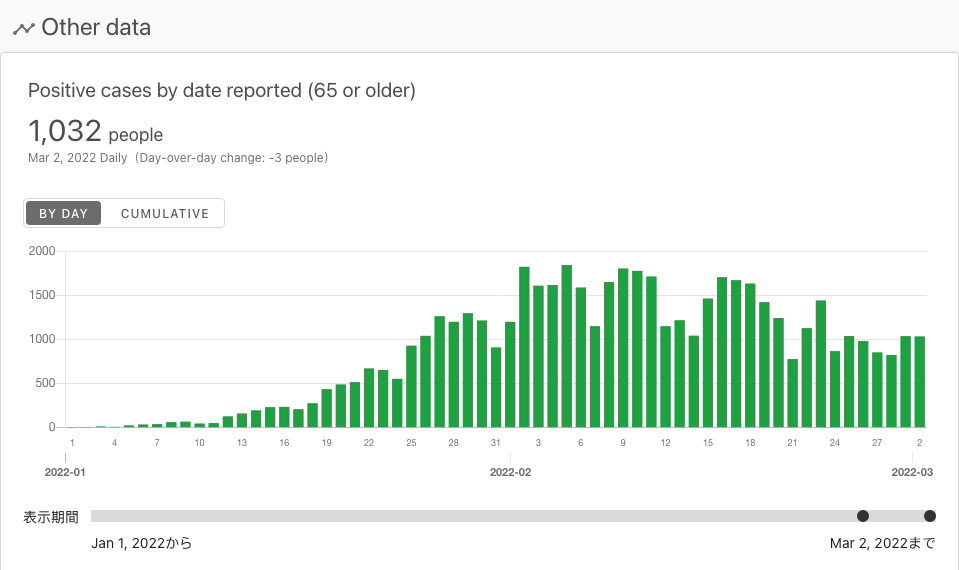 Other data
Positive cases by date reported (65 or older)
1,032 people
Mar 2, 2022 Daily (Day-over-day change: -3 people)
BY DAY CUMULATIVE
2000
1500
1000
500
0
1 4 7 10 13 16 19 22 25 28 31 3 6 9 12 15 18 21 24 27 2
2022-01 2022-02 2022-03
表示期間
Jan 1, 2022から Mar 2, 2022まで